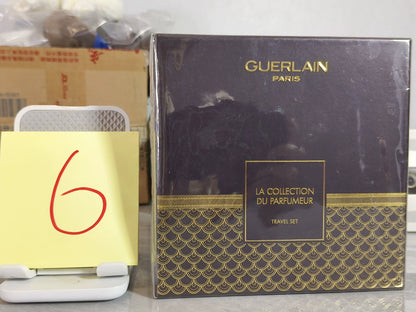 GUERLAIN
PARIS
LA COLLECTION
DU PARFUMEUR
TRAVEL SET
6